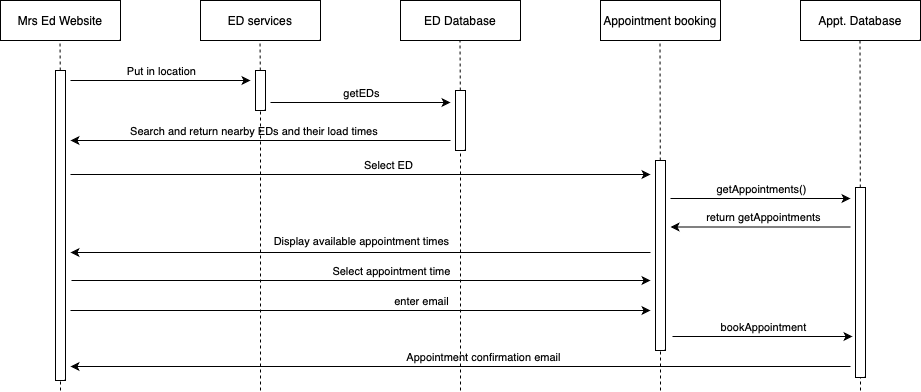 Mrs Ed Website
ED services
ED Database
Appointment booking
Appt. Database
Put in location
getEDs
Search and return nearby EDs and their load times
Select ED
getAppointments()
return getAppointments
Display available appointment times
Select appointment time
enter email
bookAppointment
Appointment confirmation email